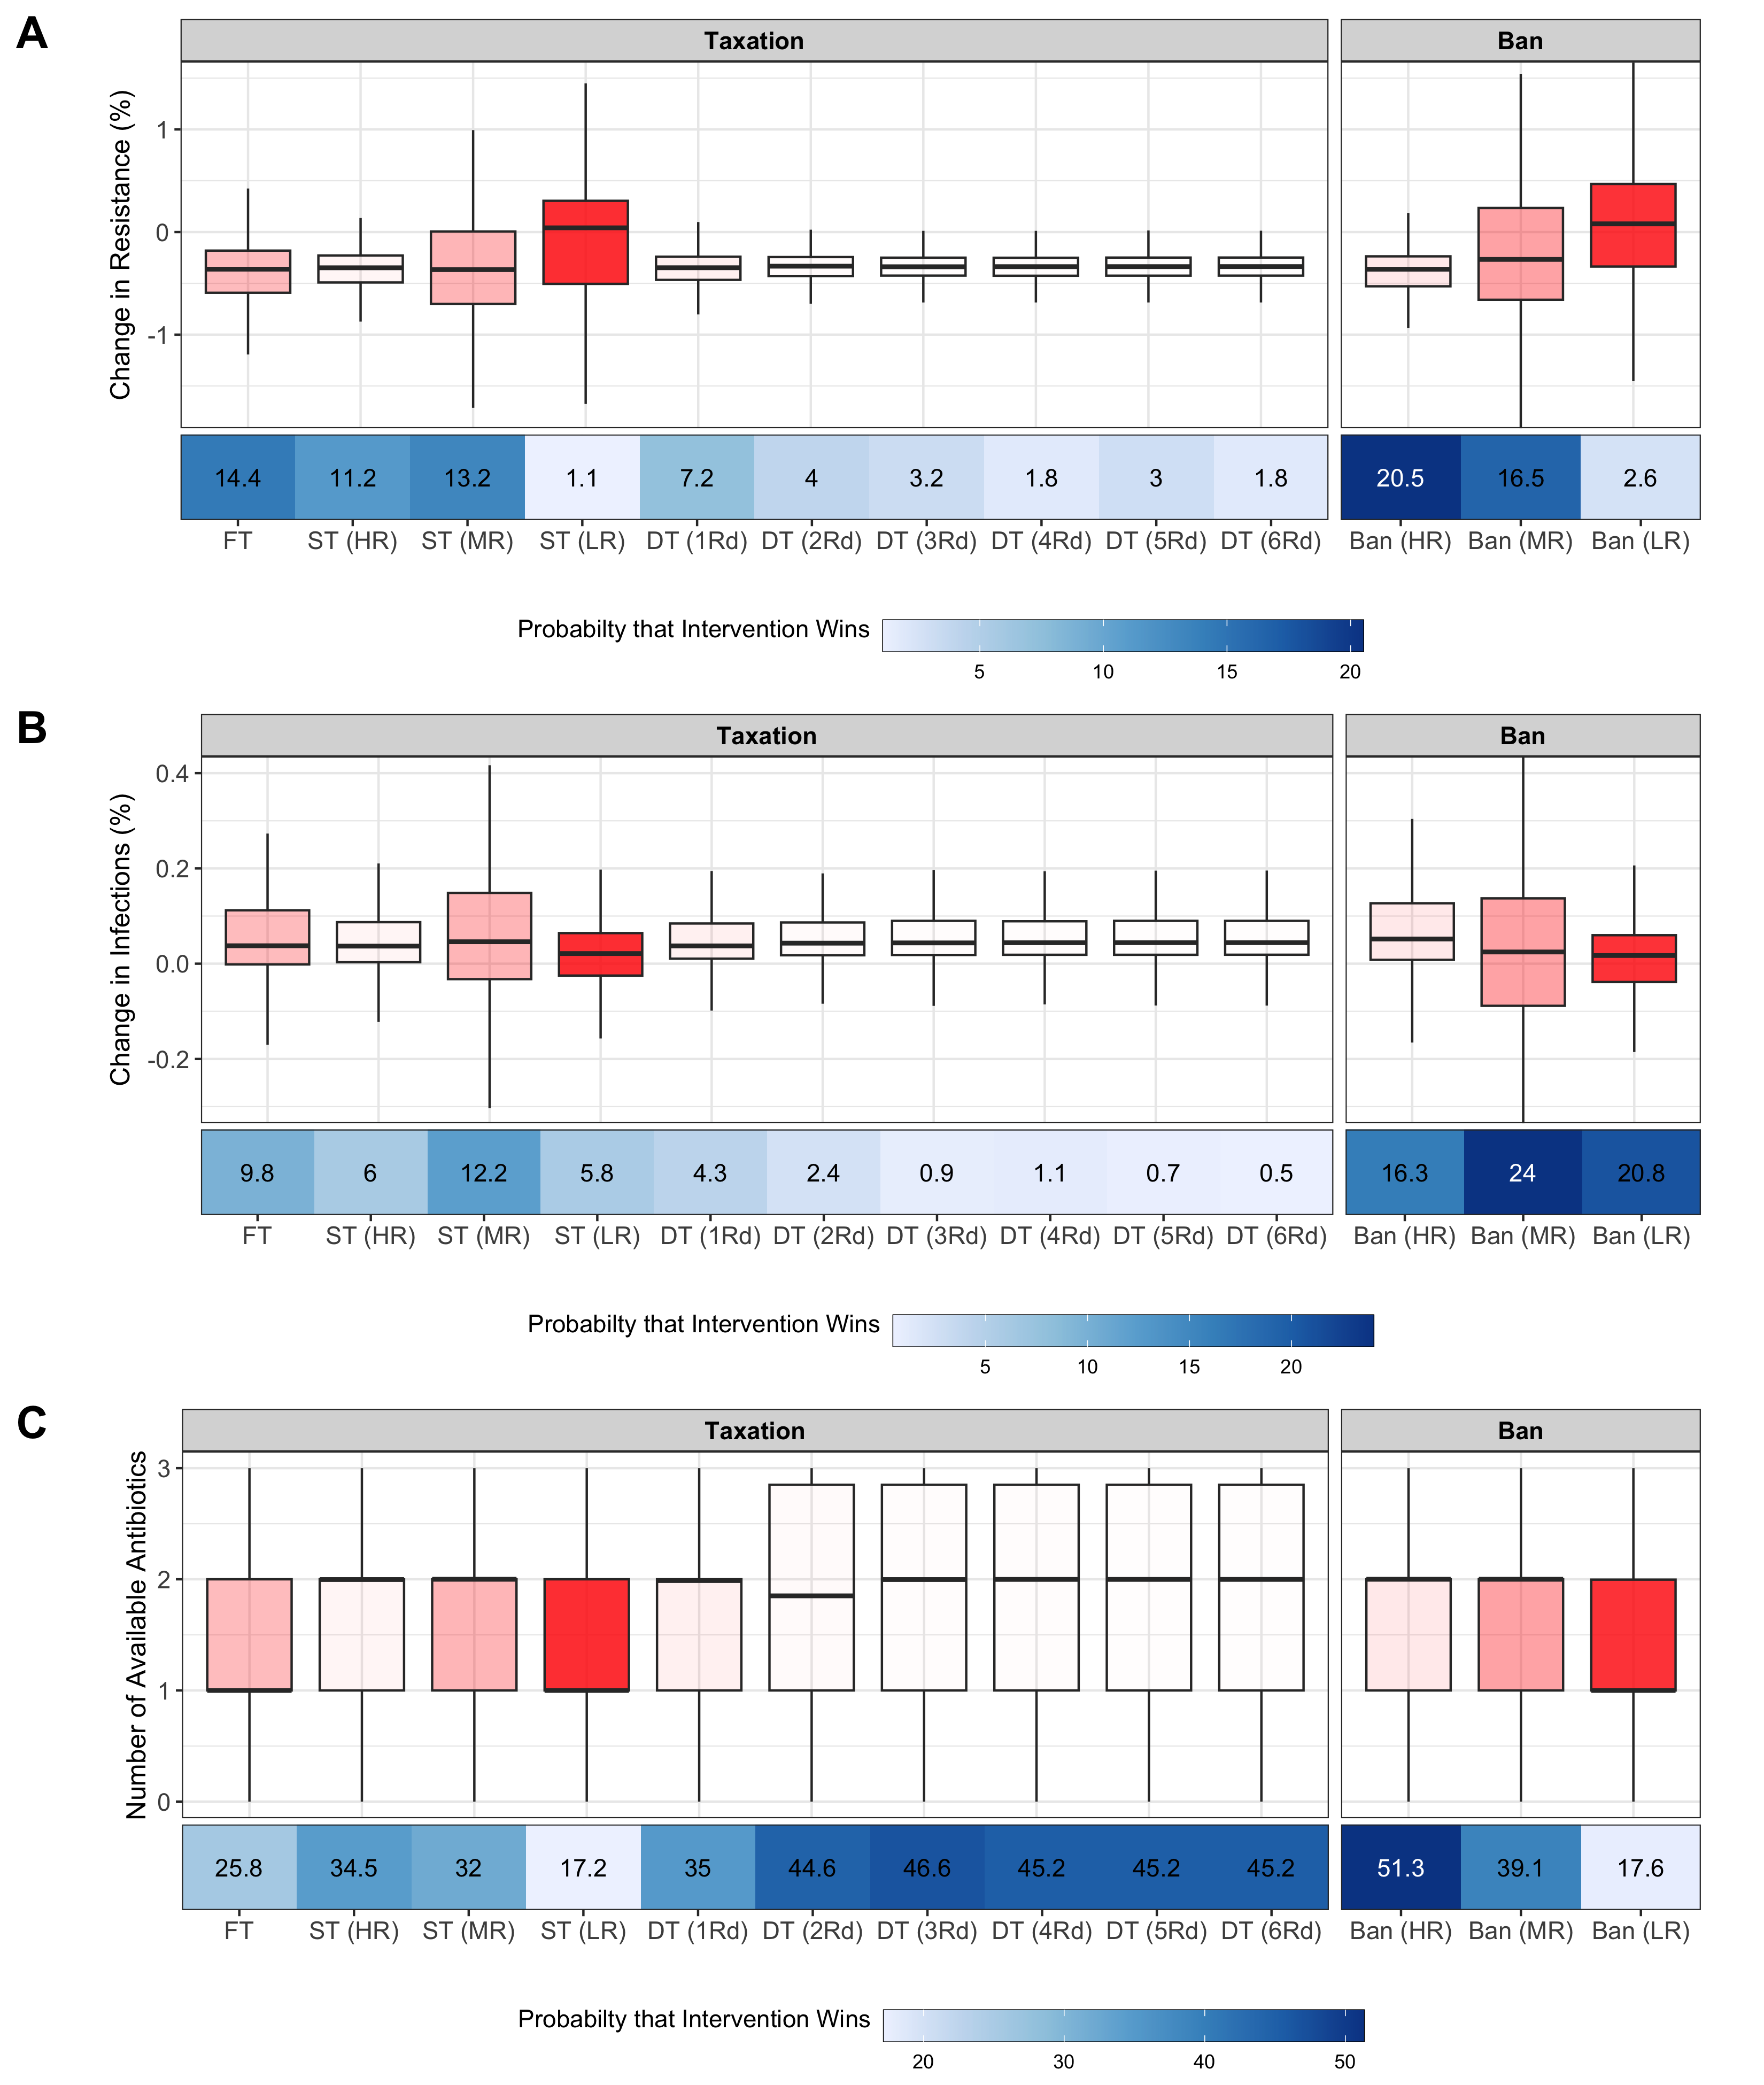 A
Taxation
Ban
Change in Resistance (%)
1
0
-1
14.4 11.2 13.2 1.1 7.2 4 3.2 1.8 3 1.8 20.5 16.5 2.6
FT ST (HR) ST (MR) ST (LR) DT (1Rd) DT (2Rd) DT (3Rd) DT (4Rd) DT (5Rd) DT (6Rd) Ban (HR) Ban (MR) Ban (LR)
Probabilty that Intervention Wins
5 10 15 20
B
Taxation
Ban
Change in Infections (%)
0.4
0.2
0.0
-0.2
9.8 6 12.2 5.8 4.3 2.4 0.9 1.1 0.7 0.5 16.3 24 20.8
FT ST (HR) ST (MR) ST (LR) DT (1Rd) DT (2Rd) DT (3Rd) DT (4Rd) DT (5Rd) DT (6Rd) Ban (HR) Ban (MR) Ban (LR)
Probabilty that Intervention Wins
5 10 15 20
C
Taxation
Ban
Number of Available Antibiotics
3
2
1
0
25.8 34.5 32 17.2 35 44.6 46.6 45.2 45.2 45.2 51.3 39.1 17.6
FT ST (HR) ST (MR) ST (LR) DT (1Rd) DT (2Rd) DT (3Rd) DT (4Rd) DT (5Rd) DT (6Rd) Ban (HR) Ban (MR) Ban (LR)
Probabilty that Intervention Wins
20 30 40 50